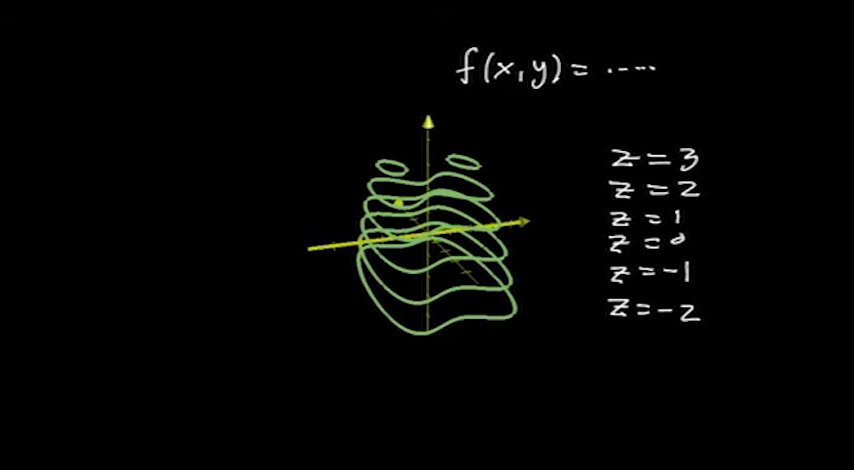 f(x,y) = .....
z = 3
z = 2
z = 1
z = 0
z = -1
z = -2